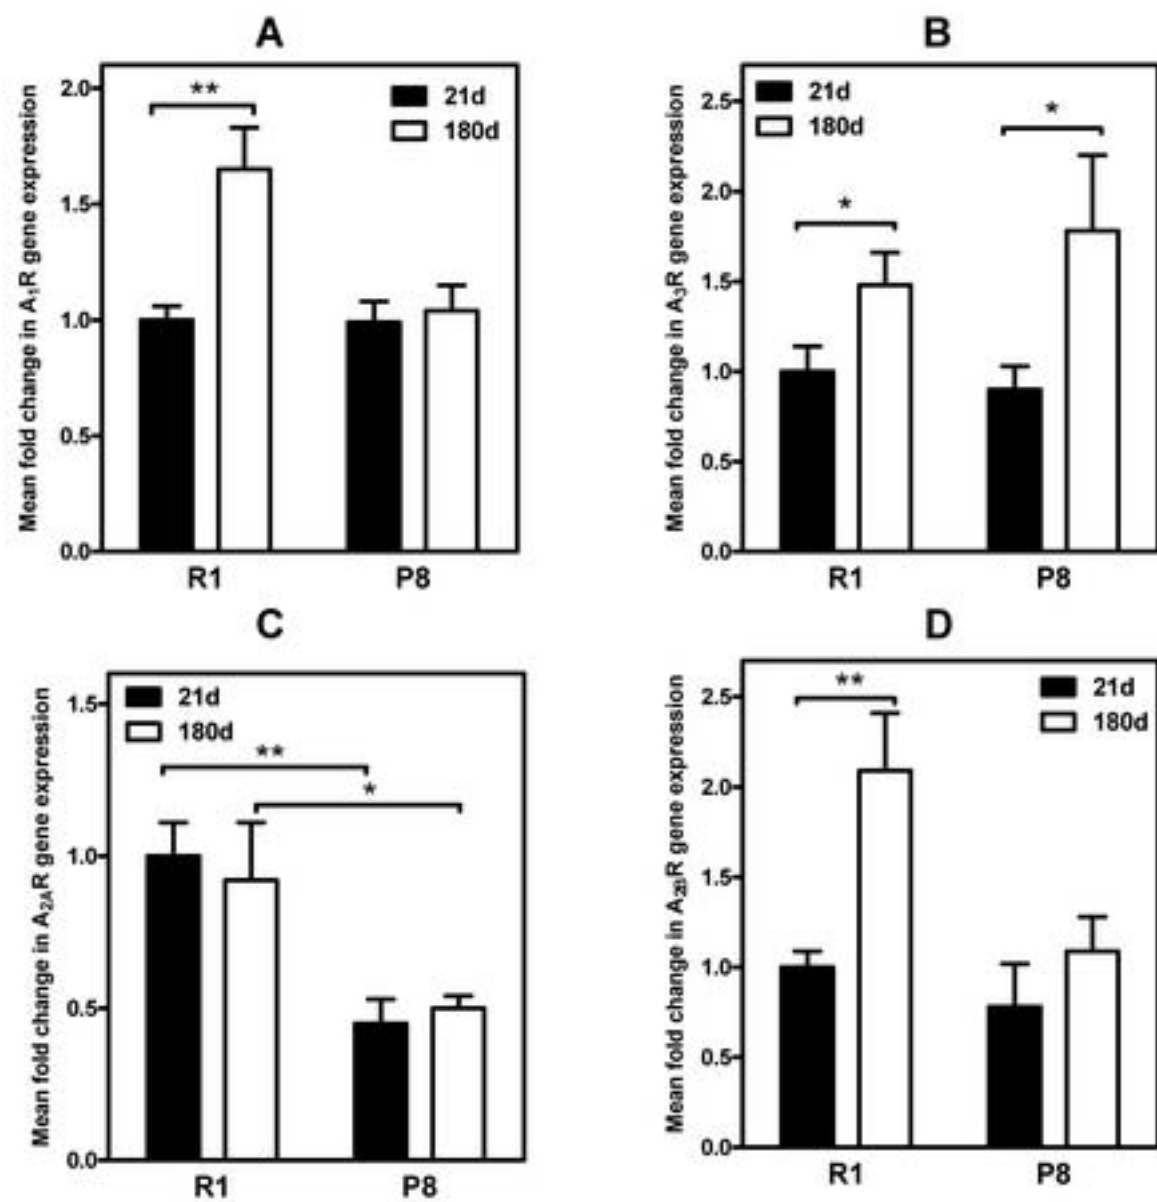 A
Mean fold change in A₁R gene expression
2.0
1.5
1.0
0.5
0.0
**
21d
180d
R1
P8
B
Mean fold change in A₃R gene expression
2.5
2.0
1.5
1.0
0.5
0.0
21d
180d
*
*
R1
P8
C
Mean fold change in A₂AR gene expression
1.5
1.0
0.5
0.0
21d
180d
**
*
R1
P8
D
Mean fold change in A₂BR gene expression
2.5
2.0
1.5
1.0
0.5
0.0
**
21d
180d
R1
P8